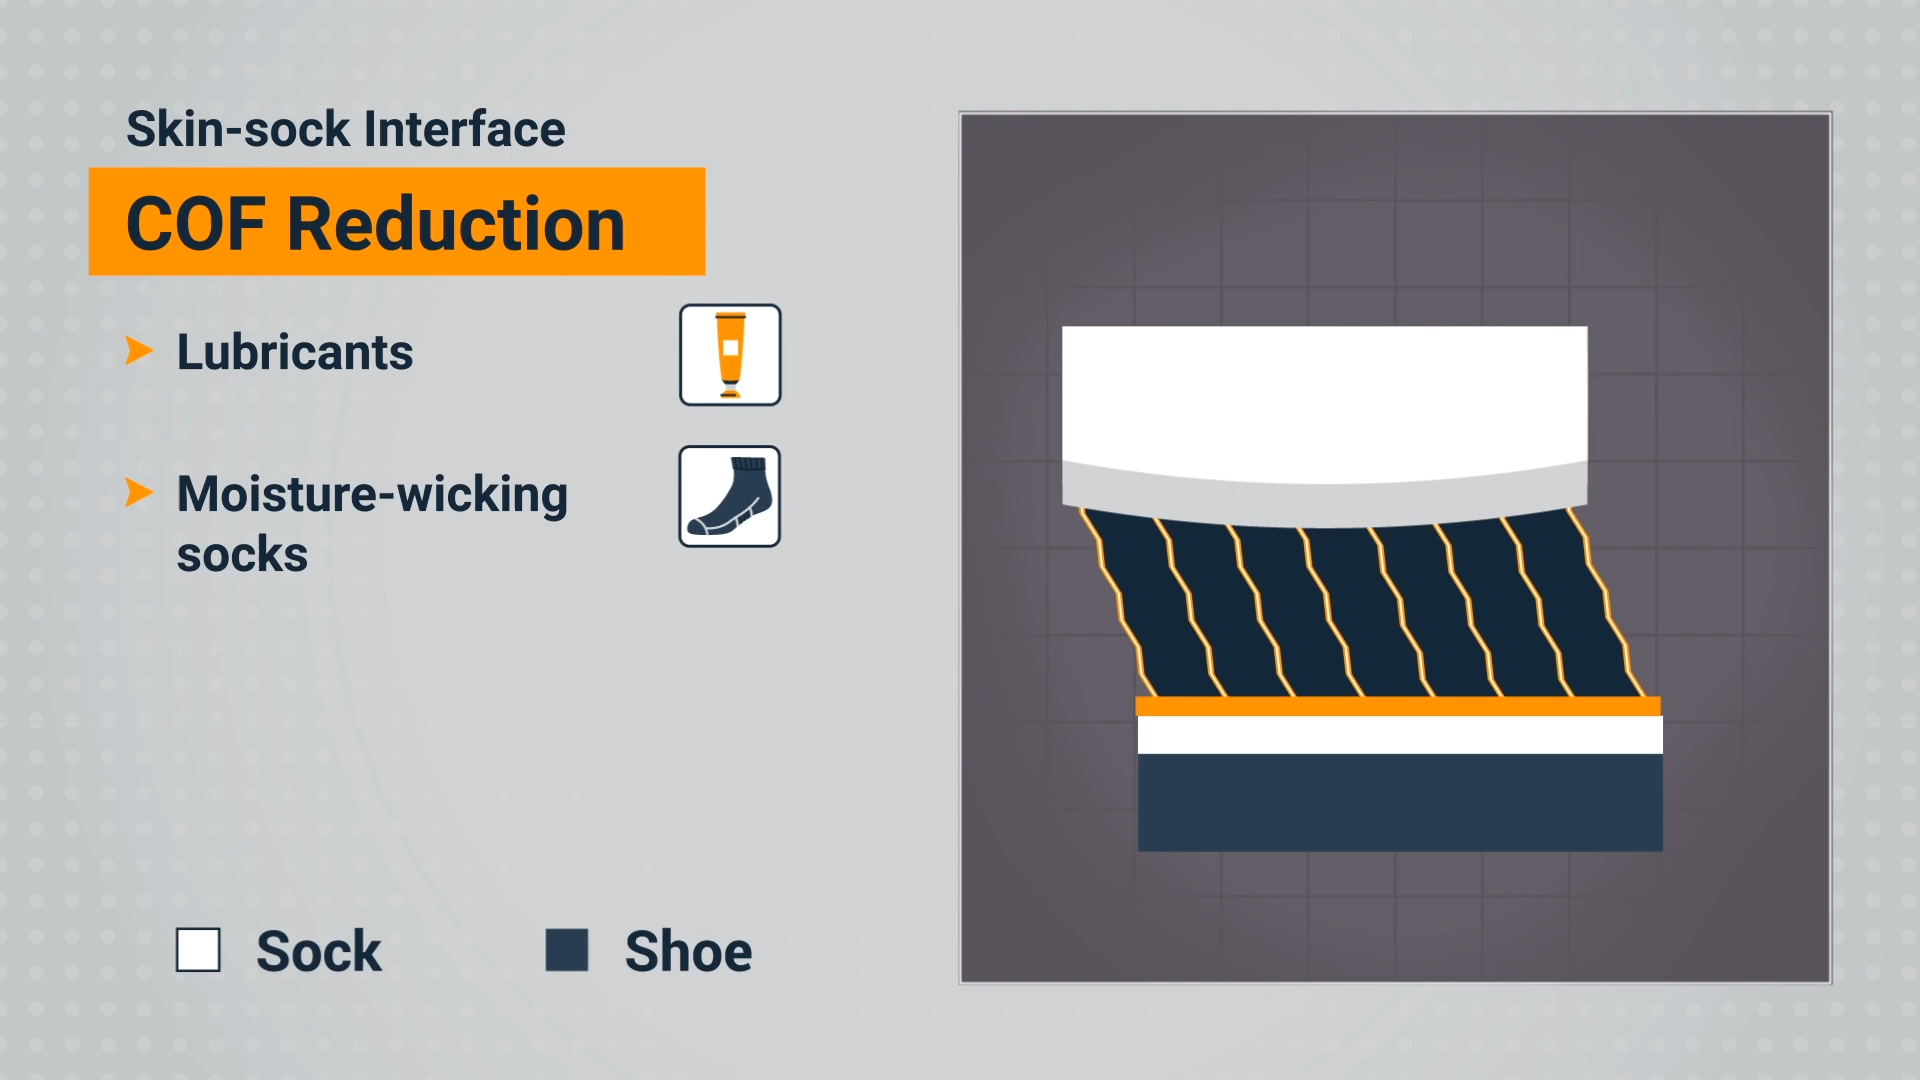 Skin-sock Interface
COF Reduction
Lubricants
Moisture-wicking
socks
Sock
Shoe